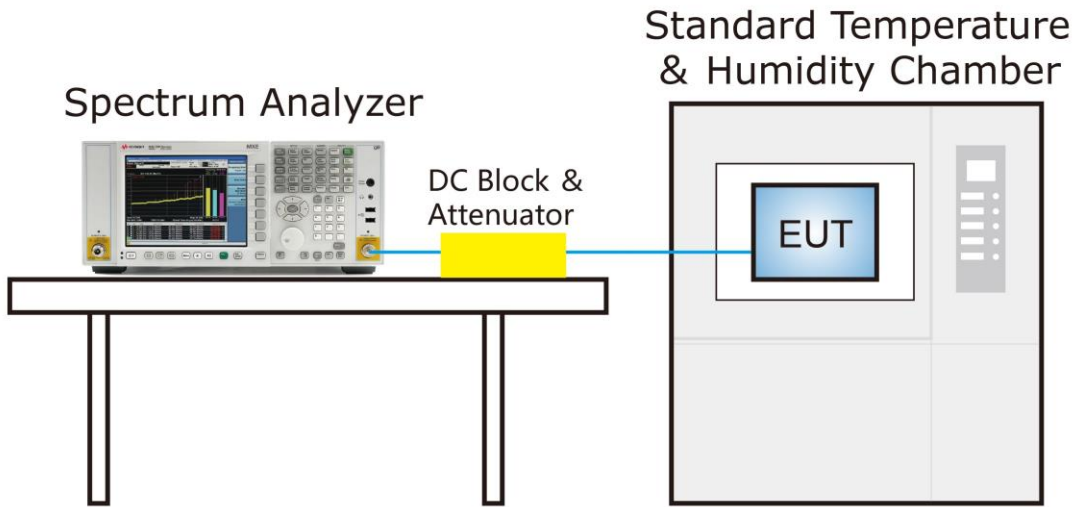 Standard Temperature
& Humidity Chamber
Spectrum Analyzer
DC Block &
Attenuator
EUT